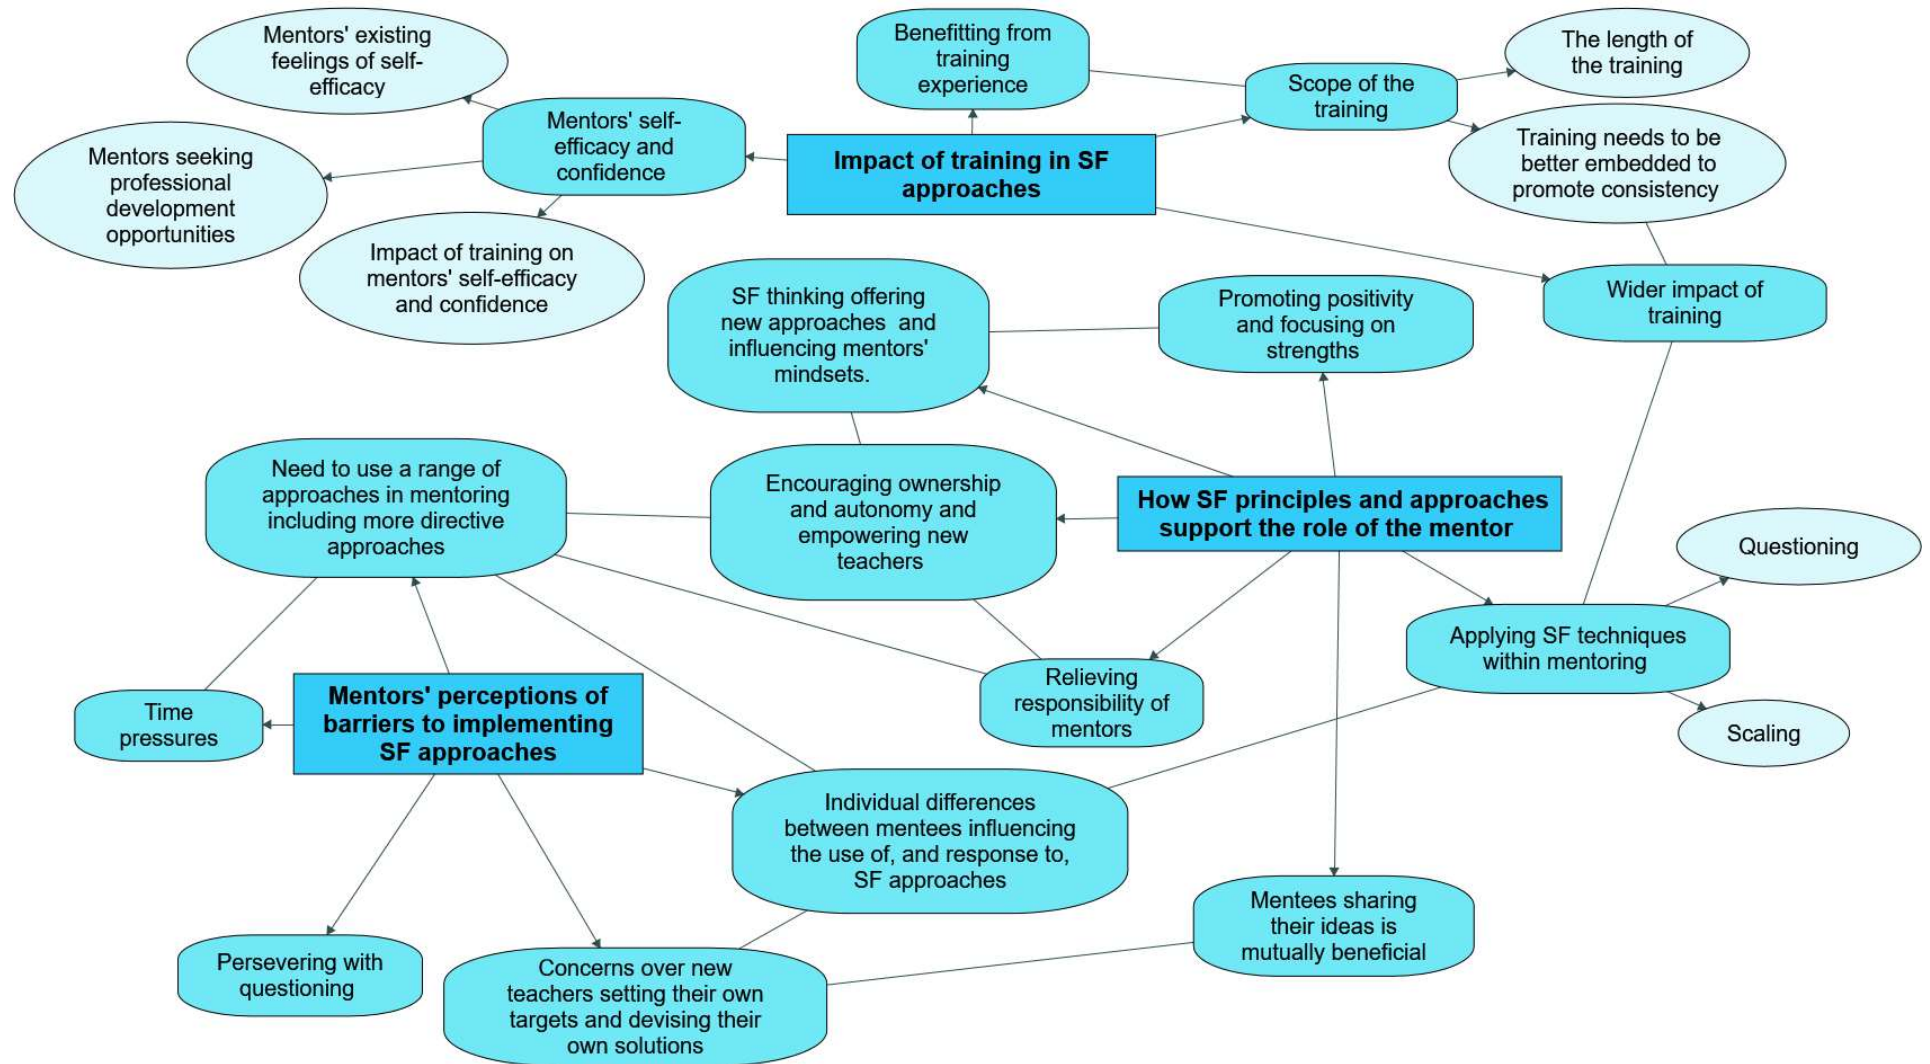 Mentors' existing
feelings of self-
efficacy
Benefitting from
training
experience
The length of
the training
Scope of the
training
Mentors' self-
efficacy and
confidence
Impact of training in SF
approaches
Training needs to be
better embedded to
promote consistency
Mentors seeking
professional
development
opportunities
Impact of training on
mentors' self-efficacy
and confidence
SF thinking offering
new approaches  and
influencing mentors'
mindsets.
Promoting positivity
and focusing on
strengths
Wider impact of
training
Need to use a range of
approaches in mentoring
including more directive
approaches
Encouraging ownership
and autonomy and
empowering new
teachers
How SF principles and approaches
support the role of the mentor
Questioning
Applying SF techniques
within mentoring
Relieving
responsibility of
mentors
Scaling
Time
pressures
Mentors' perceptions of
barriers to implementing
SF approaches
Individual differences
between mentees influencing
the use of, and response to,
SF approaches
Mentees sharing
their ideas is
mutually beneficial
Persevering with
questioning
Concerns over new
teachers setting their own
targets and devising their
own solutions